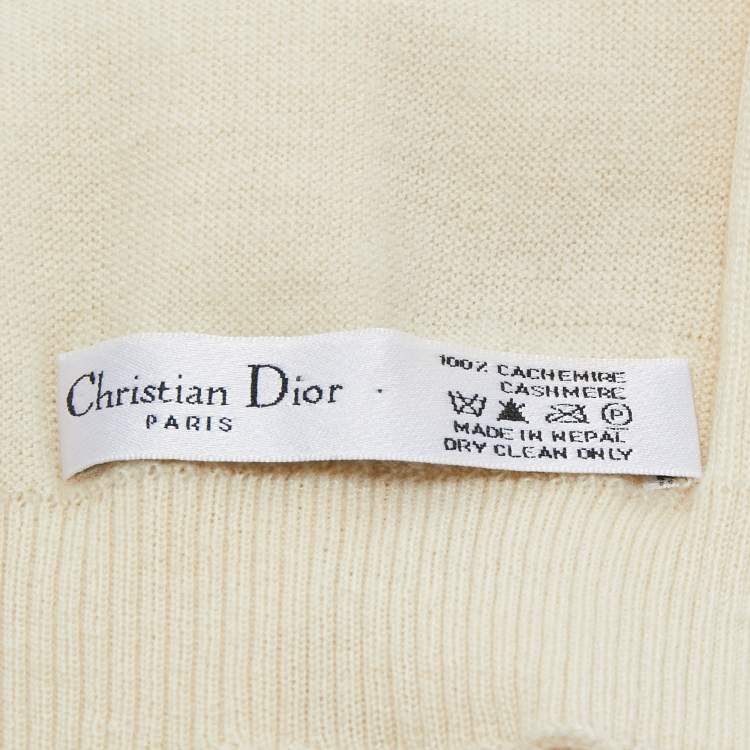 Christian Dior
PARIS
100% CACHEMIRE
CASHMERE
P
MADE IN NEPAL
DRY CLEAN ONLY